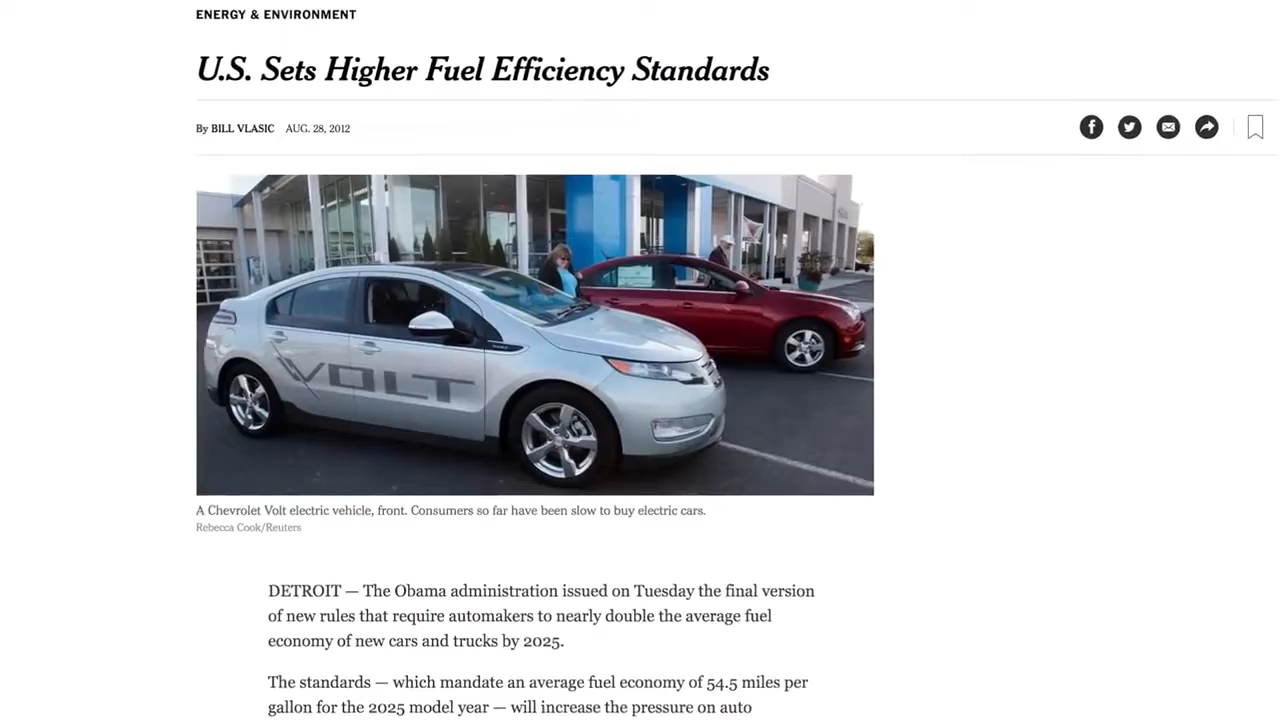 ENERGY & ENVIRONMENT
U.S. Sets Higher Fuel Efficiency Standards
By BILL VLASIC AUG. 28, 2012
VOLT
A Chevrolet Volt electric vehicle, front. Consumers so far have been slow to buy electric cars.
Rebecca Cook/Reuters
DETROIT — The Obama administration issued on Tuesday the final version
of new rules that require automakers to nearly double the average fuel
economy of new cars and trucks by 2025.
The standards — which mandate an average fuel economy of 54.5 miles per
gallon for the 2025 model year — will increase the pressure on auto